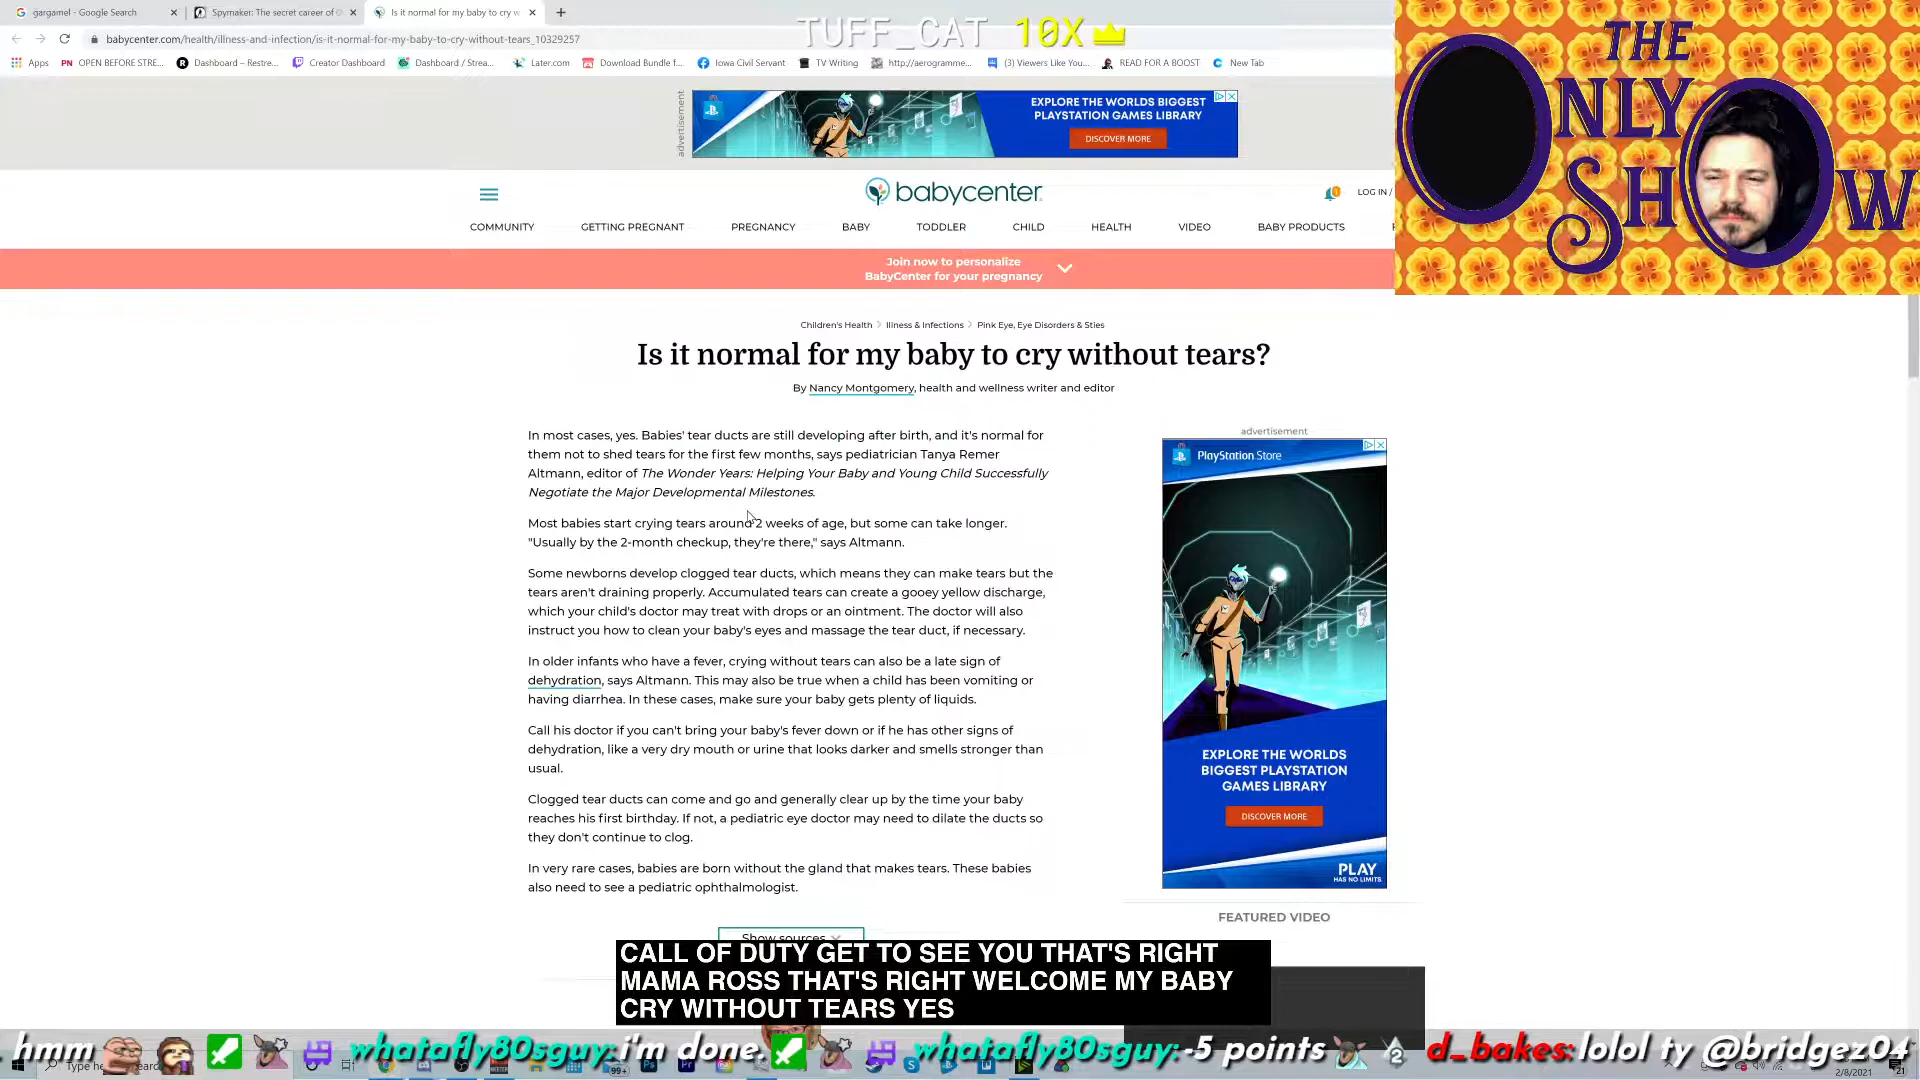 gargamel - Google Search
Spymaker: The secret career of
Is it normal for my baby to cry w
TUFF_CAT 10X
babycenter.com/health/illness-and-infection/is-it-normal-for-my-baby-to-cry-without-tears_10329257
Apps
PN OPEN BEFORE STRE...
Dashboard – Restre...
Creator Dashboard
Dashboard / Strea...
Later.com
Download Bundle f...
Iowa Civil Servant
TV Writing
http://aerogramme...
(3) Viewers Like You...
READ FOR A BOOST
New Tab
THE
ONLY
SHOW
advertisement
EXPLORE THE WORLDS BIGGEST
PLAYSTATION GAMES LIBRARY
DISCOVER MORE
babycenter
LOG IN /
COMMUNITY
GETTING PREGNANT
PREGNANCY
BABY
TODDLER
CHILD
HEALTH
VIDEO
BABY PRODUCTS
Join now to personalize
BabyCenter for your pregnancy
Children's Health > Illness & Infections > Pink Eye, Eye Disorders & Sties
Is it normal for my baby to cry without tears?
By Nancy Montgomery, health and wellness writer and editor
In most cases, yes. Babies' tear ducts are still developing after birth, and it's normal for
them not to shed tears for the first few months, says pediatrician Tanya Remer
Altmann, editor of The Wonder Years: Helping Your Baby and Young Child Successfully
Negotiate the Major Developmental Milestones.
Most babies start crying tears around 2 weeks of age, but some can take longer.
"Usually by the 2-month checkup, they're there," says Altmann.
Some newborns develop clogged tear ducts, which means they can make tears but the
tears aren't draining properly. Accumulated tears can create a gooey yellow discharge,
which your child's doctor may treat with drops or an ointment. The doctor will also
instruct you how to clean your baby's eyes and massage the tear duct, if necessary.
In older infants who have a fever, crying without tears can also be a late sign of
dehydration, says Altmann. This may also be true when a child has been vomiting or
having diarrhea. In these cases, make sure your baby gets plenty of liquids.
Call his doctor if you can't bring your baby's fever down or if he has other signs of
dehydration, like a very dry mouth or urine that looks darker and smells stronger than
usual.
Clogged tear ducts can come and go and generally clear up by the time your baby
reaches his first birthday. If not, a pediatric eye doctor may need to dilate the ducts so
they don't continue to clog.
In very rare cases, babies are born without the gland that makes tears. These babies
also need to see a pediatric ophthalmologist.
Show sources
advertisement
PlayStation Store
EXPLORE THE WORLDS
BIGGEST PLAYSTATION
GAMES LIBRARY
DISCOVER MORE
PLAY
HAS NO LIMITS.
FEATURED VIDEO
CALL OF DUTY GET TO SEE YOU THAT'S RIGHT
MAMA ROSS THAT'S RIGHT WELCOME MY BABY
CRY WITHOUT TEARS YES
hmm whatafly80sguy: i'm done. whatafly80sguy: -5 points d_bakes: lolol ty @bridgez04
99+
2/8/2021
21